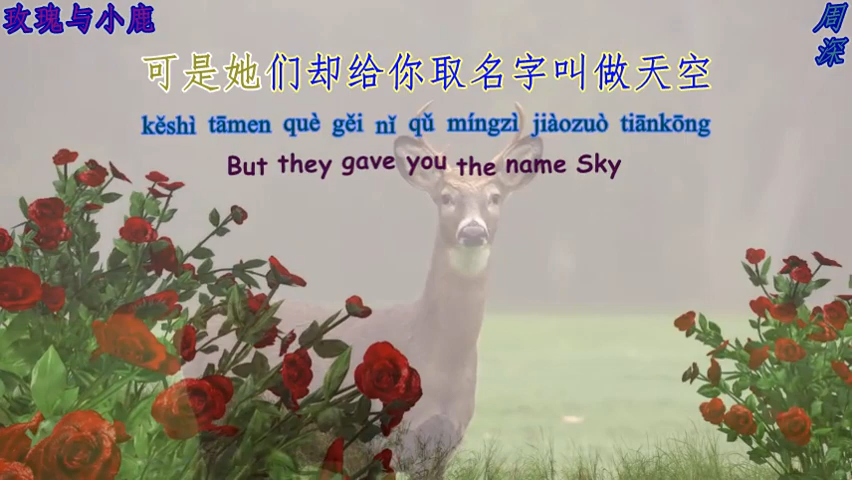 玫瑰与小鹿
周深
可是她们却给你取名字叫做天空
kěshì tāmen què gěi nǐ qǔ míngzì jiàozuò tiānkōng
But they gave you the name Sky